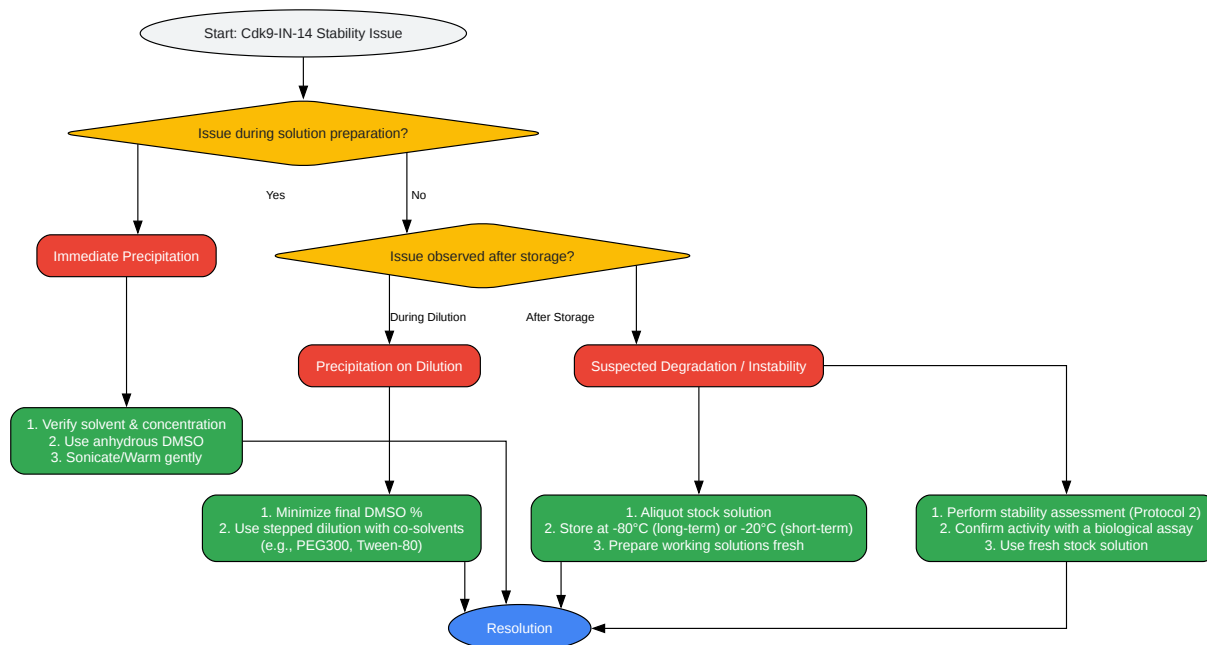 Start: Cdk9-IN-14 Stability Issue
Issue during solution preparation?
Yes
No
Immediate Precipitation
Issue observed after storage?
During Dilution
After Storage
Precipitation on Dilution
Suspected Degradation / Instability
1. Verify solvent & concentration
2. Use anhydrous DMSO
3. Sonicate/Warm gently
1. Minimize final DMSO %
2. Use stepped dilution with co-solvents
(e.g., PEG300, Tween-80)
1. Aliquot stock solution
2. Store at -80°C (long-term) or -20°C (short-term)
3. Prepare working solutions fresh
1. Perform stability assessment (Protocol 2)
2. Confirm activity with a biological assay
3. Use fresh stock solution
Resolution